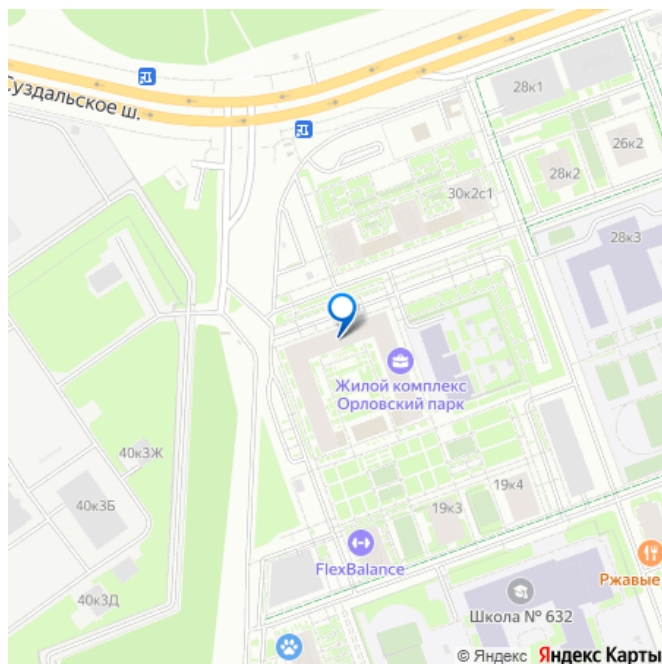 Суздальское ш.
28к1
26к2
28к2
30к2с1
28к3
Жилой комплекс
Орловский парк
40к3Ж
19к4
40к3Б
19к3
FlexBalance
Ржавые
40к3Д
Школа № 632
© Яндекс Яндекс Карты